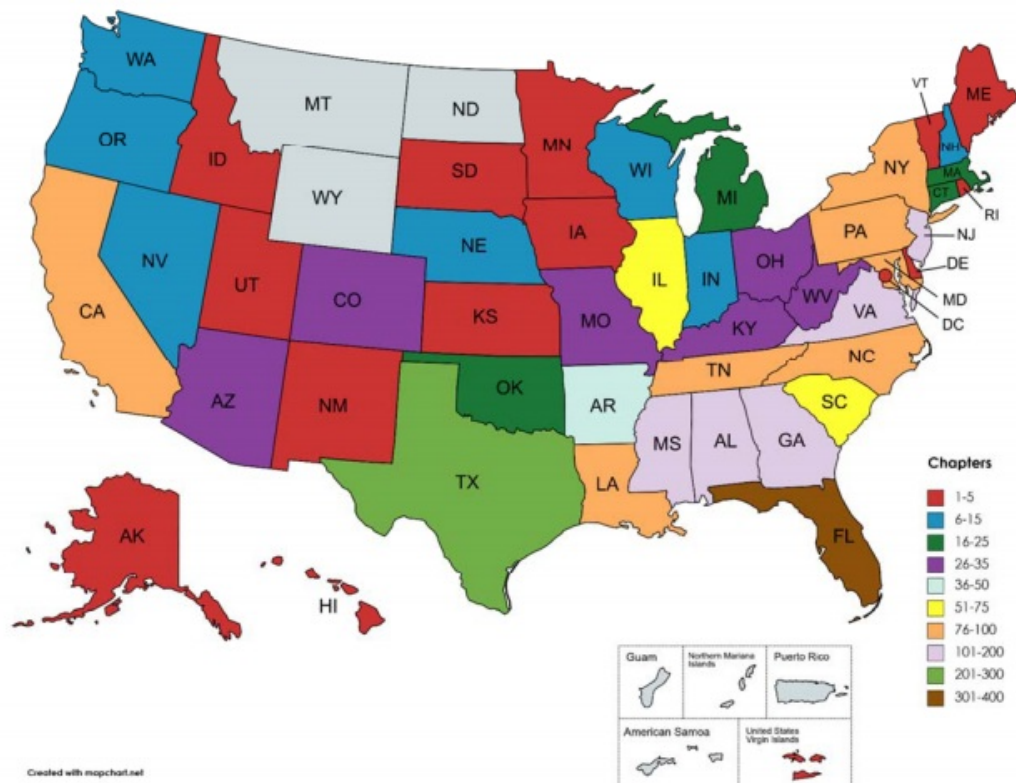 WA
MT
ND
MN
VT
ME
OR
ID
SD
WI
NY
NH
MA
CT
RI
WY
MI
IA
PA
NJ
NE
NV
UT
IL
IN
OH
DE
MD
DC
CO
KS
MO
WV
VA
CA
KY
AZ
NM
OK
TN
NC
AR
SC
MS
AL
GA
TX
LA
FL
AK
HI
Chapters
1-5
6-15
16-25
26-35
36-50
51-75
76-100
101-200
201-300
301-400
Guam
Northern Mariana
Islands
Puerto Rico
American Samoa
United States
Virgin Islands
Created with mapchart.net